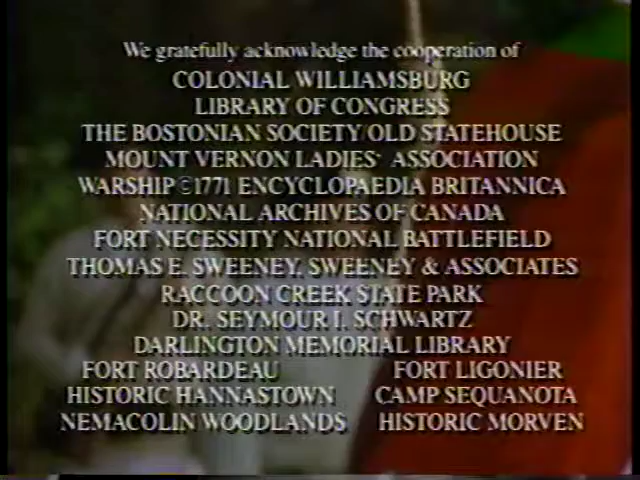 We gratefully acknowledge the cooperation of
COLONIAL WILLIAMSBURG
LIBRARY OF CONGRESS
THE BOSTONIAN SOCIETY/OLD STATEHOUSE
MOUNT VERNON LADIES' ASSOCIATION
WARSHIP©1771 ENCYCLOPAEDIA BRITANNICA
NATIONAL ARCHIVES OF CANADA
FORT NECESSITY NATIONAL BATTLEFIELD
THOMAS E. SWEENEY, SWEENEY & ASSOCIATES
RACCOON CREEK STATE PARK
DR. SEYMOUR I. SCHWARTZ
DARLINGTON MEMORIAL LIBRARY
FORT ROBARDEAU FORT LIGONIER
HISTORIC HANNASTOWN CAMP SEQUANOTA
NEMACOLIN WOODLANDS HISTORIC MORVEN